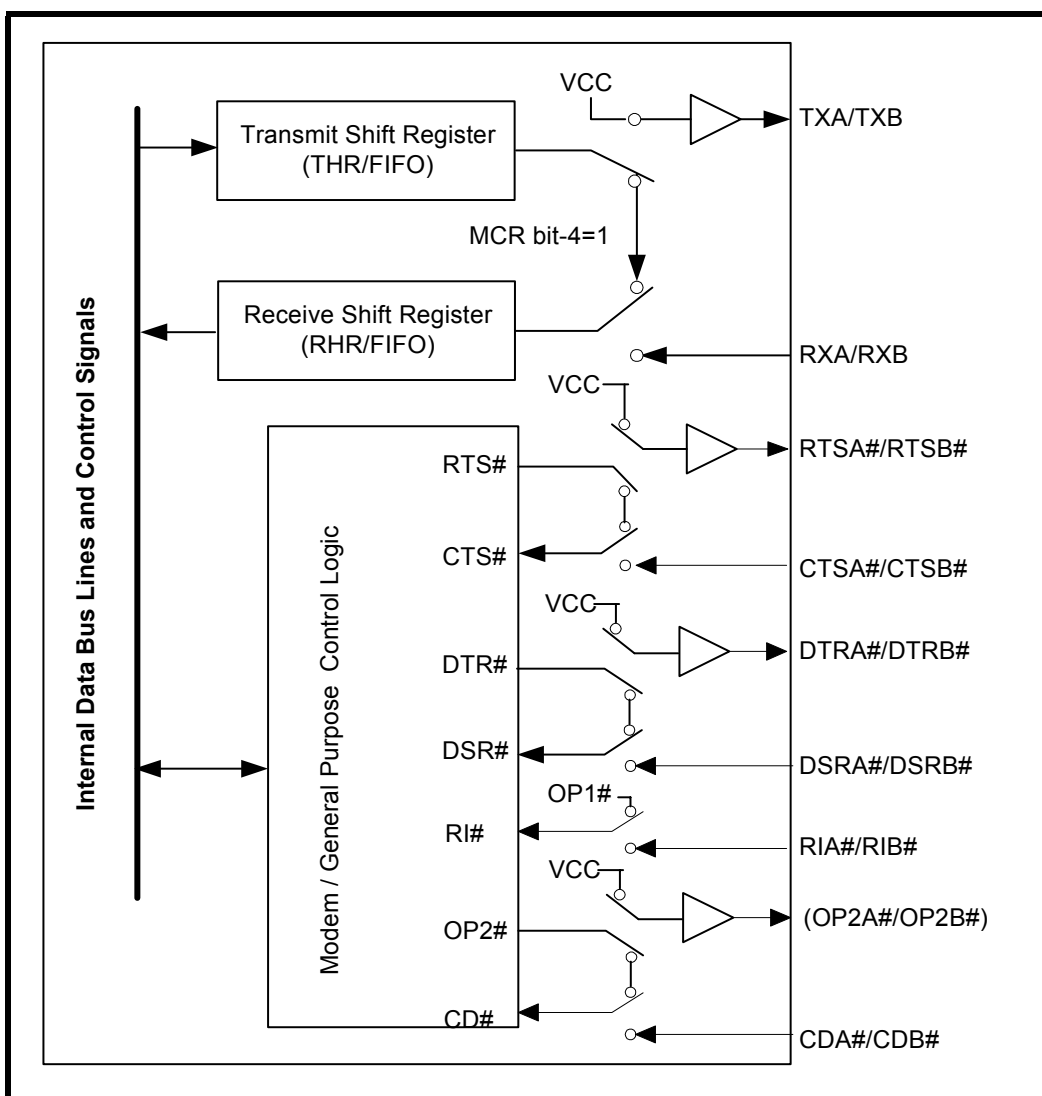 VCC
TXA/TXB
Transmit Shift Register
(THR/FIFO)
MCR bit-4=1
Receive Shift Register
(RHR/FIFO)
RXA/RXB
VCC
RTSA#/RTSB#
RTS#
CTS#
CTSA#/CTSB#
VCC
DTRA#/DTRB#
DTR#
DSR#
DSRA#/DSRB#
OP1#
RI#
RIA#/RIB#
VCC
(OP2A#/OP2B#)
OP2#
CD#
CDA#/CDB#
Internal Data Bus Lines and Control Signals
Modem / General Purpose Control Logic